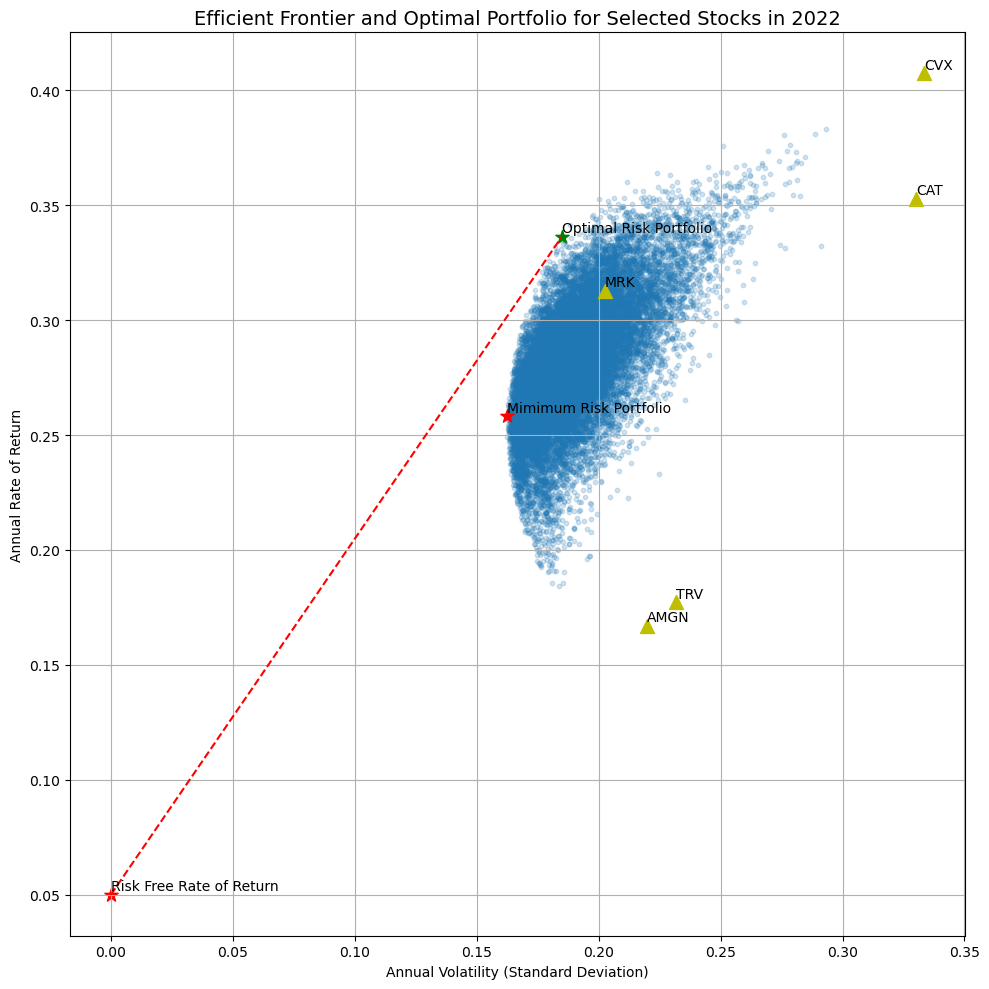 Efficient Frontier and Optimal Portfolio for Selected Stocks in 2022
CVX
0.40
CAT
0.35
Optimal Risk Portfolio
MRK
0.30
Mimimum Risk Portfolio
0.25
Annual Rate of Return
0.20
TRV
AMGN
0.15
0.10
Risk Free Rate of Return
0.05
0.00 0.05 0.10 0.15 0.20 0.25 0.30 0.35
Annual Volatility (Standard Deviation)